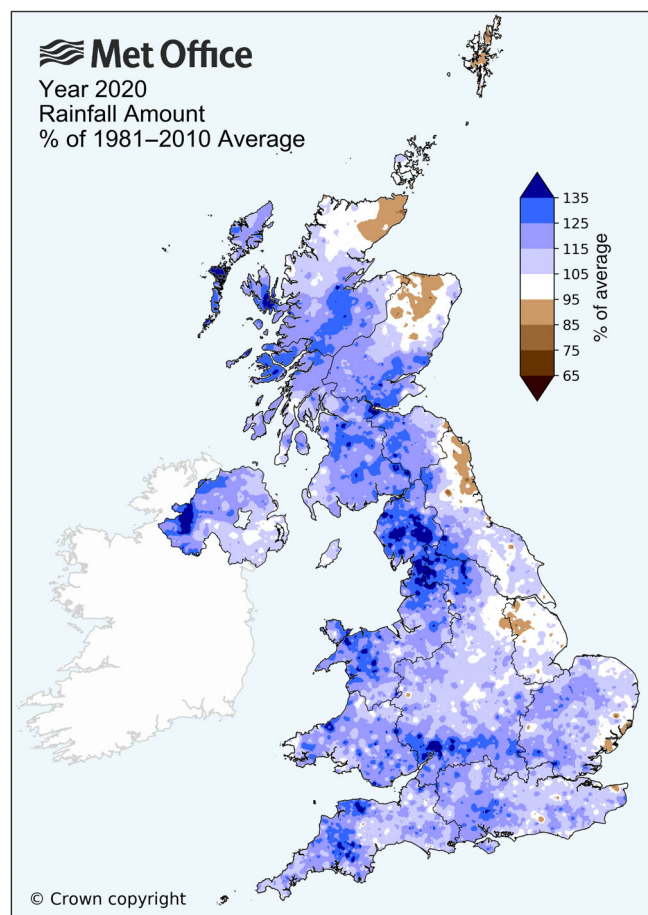 Met Office
Year 2020
Rainfall Amount
% of 1981–2010 Average
135
125
115
105
95
85
75
65
% of average
© Crown copyright